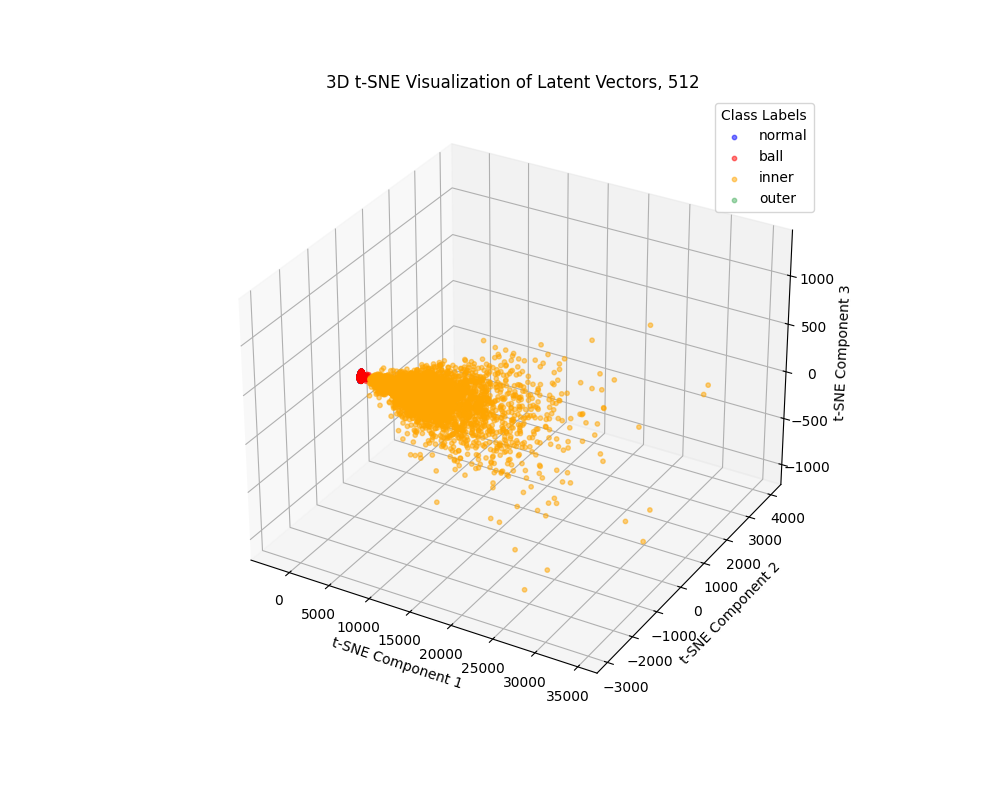 3D t-SNE Visualization of Latent Vectors, 512
Class Labels
normal
ball
inner
outer
1000
500
0
−500
−1000
t-SNE Component 3
4000
3000
2000
1000
0
−1000
−2000
−3000
t-SNE Component 2
0
5000
10000
15000
20000
25000
30000
35000
t-SNE Component 1